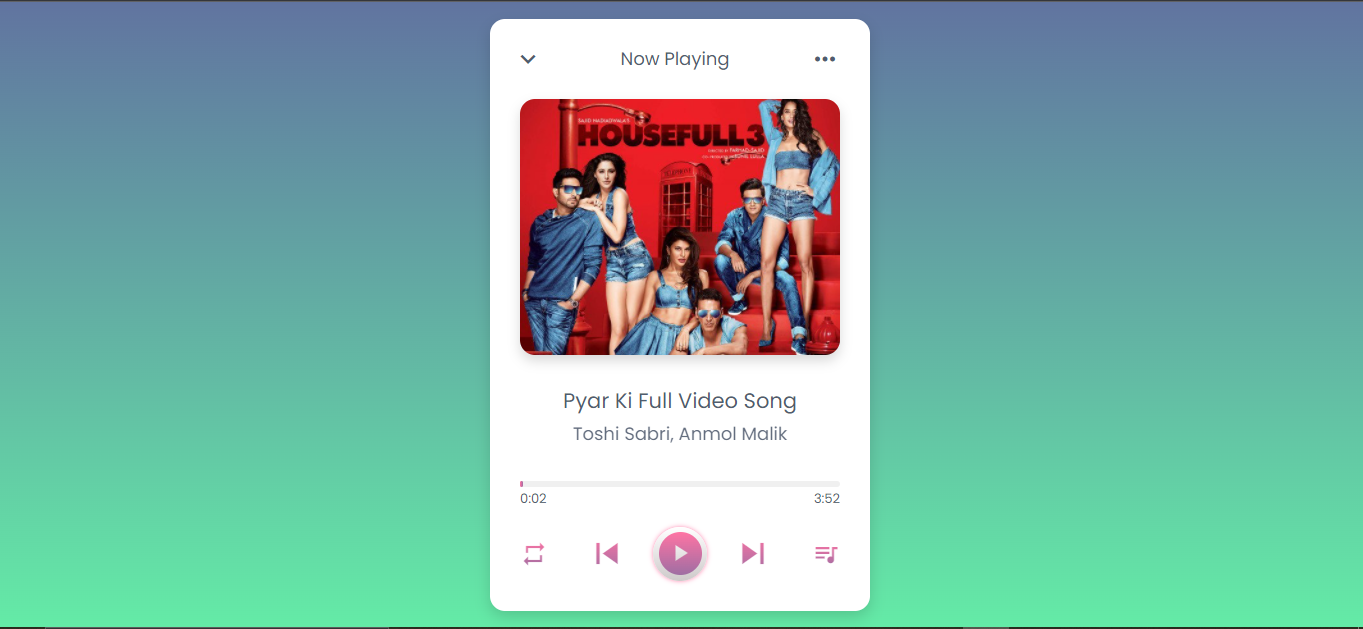 Now Playing
SAJID NADIADWALA'S
HOUSEFULL 3
DIRECTED BY FARHAD-SAJID
Pyar Ki Full Video Song
Toshi Sabri, Anmol Malik
0:02
3:52